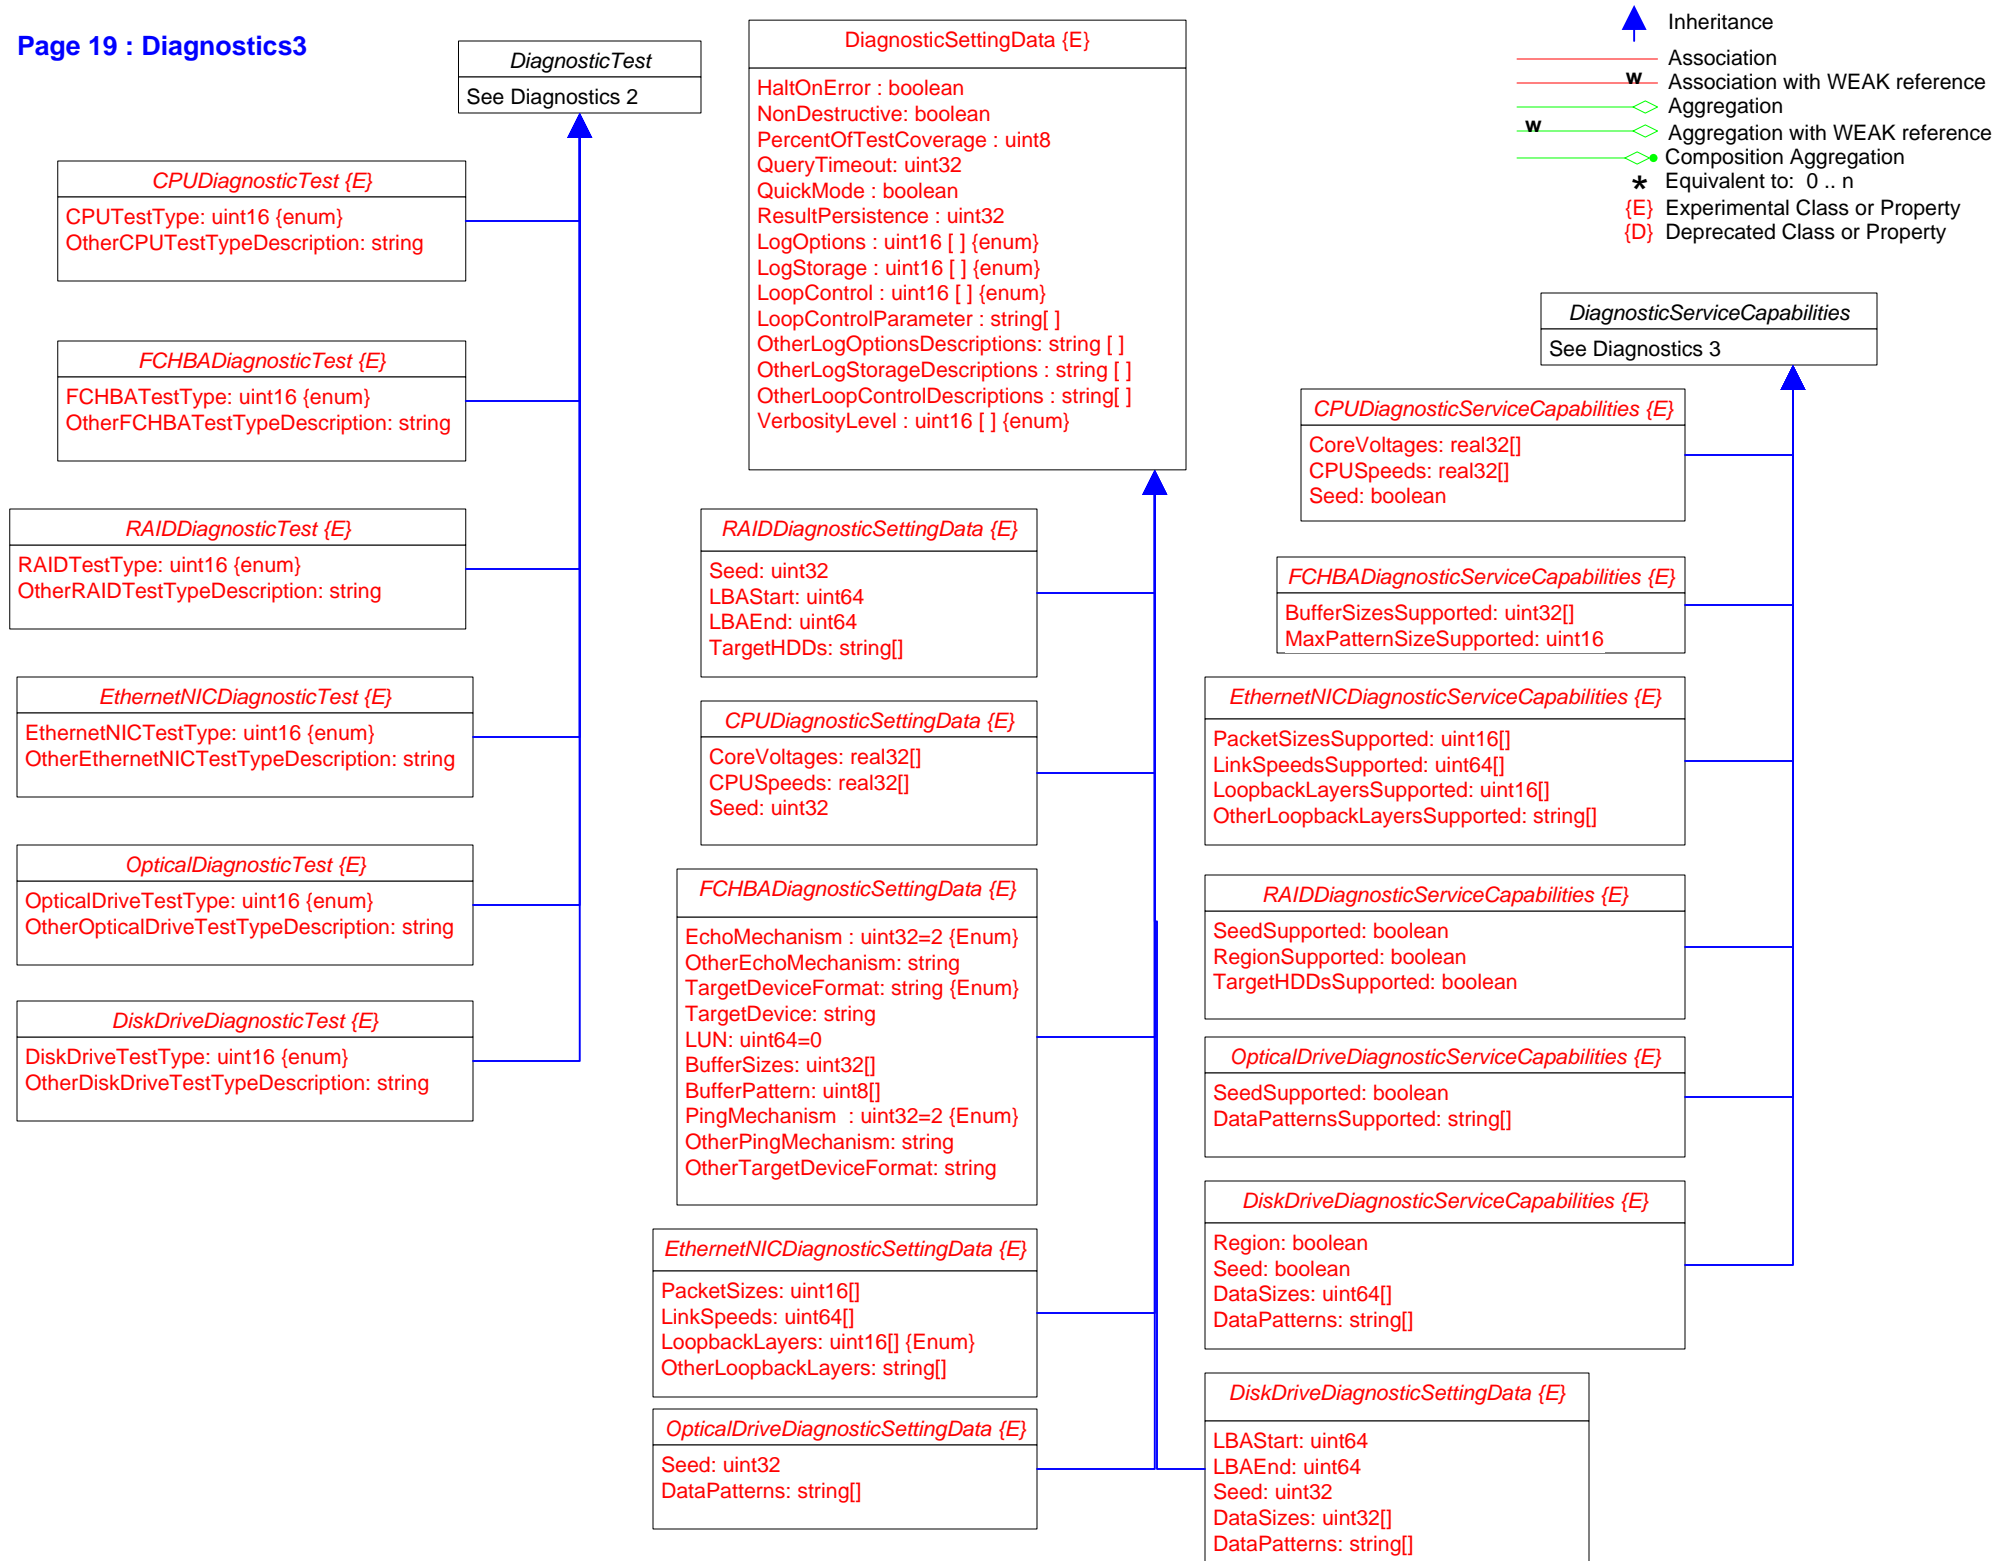 Page 19 : Diagnostics3
DiagnosticTest
See Diagnostics 2
CPUDiagnosticTest {E}
CPUTestType: uint16 {enum}
OtherCPUTestTypeDescription: string
FCHBADiagnosticTest {E}
FCHBATestType: uint16 {enum}
OtherFCHBATestTypeDescription: string
RAIDDiagnosticTest {E}
RAIDTestType: uint16 {enum}
OtherRAIDTestTypeDescription: string
EthernetNICDiagnosticTest {E}
EthernetNICTestType: uint16 {enum}
OtherEthernetNICTestTypeDescription: string
OpticalDiagnosticTest {E}
OpticalDriveTestType: uint16 {enum}
OtherOpticalDriveTestTypeDescription: string
DiskDriveDiagnosticTest {E}
DiskDriveTestType: uint16 {enum}
OtherDiskDriveTestTypeDescription: string
DiagnosticSettingData {E}
HaltOnError : boolean
NonDestructive: boolean
PercentOfTestCoverage : uint8
QueryTimeout: uint32
QuickMode : boolean
ResultPersistence : uint32
LogOptions : uint16 [ ] {enum}
LogStorage : uint16 [ ] {enum}
LoopControl : uint16 [ ] {enum}
LoopControlParameter : string[ ]
OtherLogOptionsDescriptions: string [ ]
OtherLogStorageDescriptions : string [ ]
OtherLoopControlDescriptions : string[ ]
VerbosityLevel : uint16 [ ] {enum}
RAIDDiagnosticSettingData {E}
Seed: uint32
LBAStart: uint64
LBAEnd: uint64
TargetHDDs: string[]
CPUDiagnosticSettingData {E}
CoreVoltages: real32[]
CPUSpeeds: real32[]
Seed: uint32
FCHBADiagnosticSettingData {E}
EchoMechanism : uint32=2 {Enum}
OtherEchoMechanism: string
TargetDeviceFormat: string {Enum}
TargetDevice: string
LUN: uint64=0
BufferSizes: uint32[]
BufferPattern: uint8[]
PingMechanism : uint32=2 {Enum}
OtherPingMechanism: string
OtherTargetDeviceFormat: string
EthernetNICDiagnosticSettingData {E}
PacketSizes: uint16[]
LinkSpeeds: uint64[]
LoopbackLayers: uint16[] {Enum}
OtherLoopbackLayers: string[]
OpticalDriveDiagnosticSettingData {E}
Seed: uint32
DataPatterns: string[]
Inheritance
Association
w Association with WEAK reference
Aggregation
w Aggregation with WEAK reference
Composition Aggregation
* Equivalent to: 0 .. n
{E} Experimental Class or Property
{D} Deprecated Class or Property
DiagnosticServiceCapabilities
See Diagnostics 3
CPUDiagnosticServiceCapabilities {E}
CoreVoltages: real32[]
CPUSpeeds: real32[]
Seed: boolean
FCHBADiagnosticServiceCapabilities {E}
BufferSizesSupported: uint32[]
MaxPatternSizeSupported: uint16
EthernetNICDiagnosticServiceCapabilities {E}
PacketSizesSupported: uint16[]
LinkSpeedsSupported: uint64[]
LoopbackLayersSupported: uint16[]
OtherLoopbackLayersSupported: string[]
RAIDDiagnosticServiceCapabilities {E}
SeedSupported: boolean
RegionSupported: boolean
TargetHDDsSupported: boolean
OpticalDriveDiagnosticServiceCapabilities {E}
SeedSupported: boolean
DataPatternsSupported: string[]
DiskDriveDiagnosticServiceCapabilities {E}
Region: boolean
Seed: boolean
DataSizes: uint64[]
DataPatterns: string[]
DiskDriveDiagnosticSettingData {E}
LBAStart: uint64
LBAEnd: uint64
Seed: uint32
DataSizes: uint32[]
DataPatterns: string[]